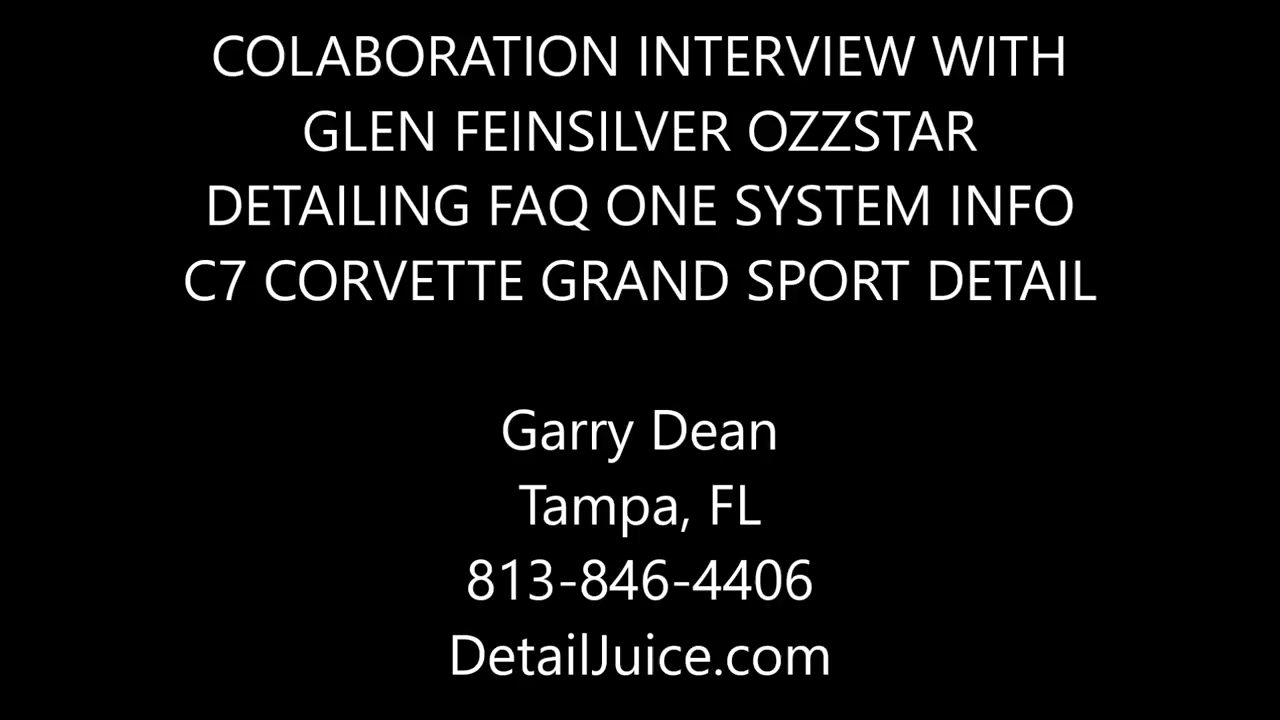 COLABORATION INTERVIEW WITH
GLEN FEINSILVER OZZSTAR
DETAILING FAQ ONE SYSTEM INFO
C7 CORVETTE GRAND SPORT DETAIL
Garry Dean
Tampa, FL
813-846-4406
DetailJuice.com